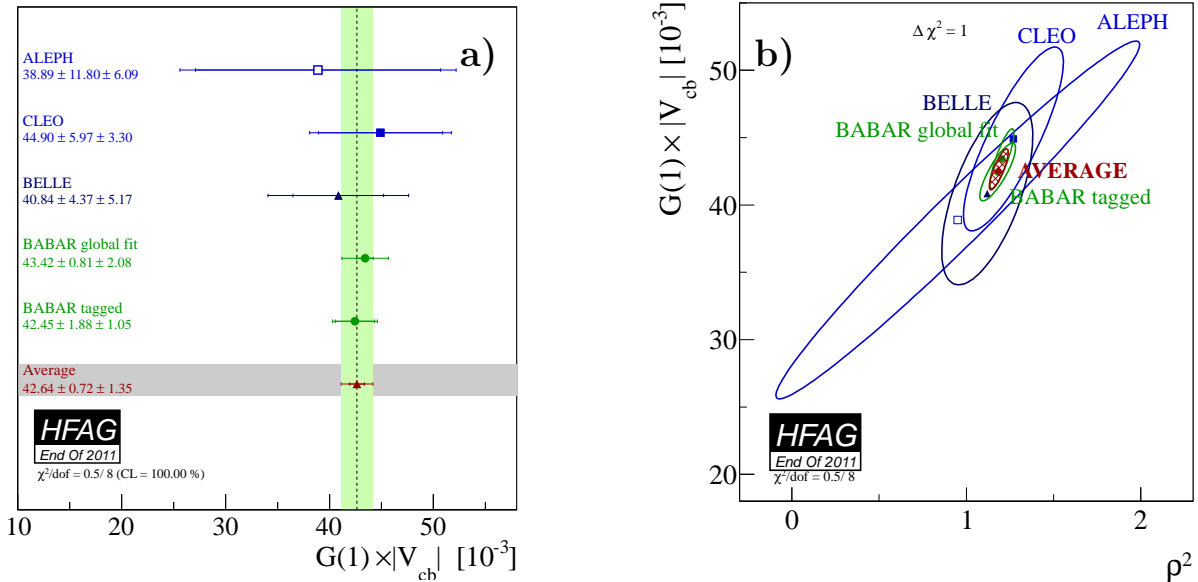 a)
ALEPH
38.89 ± 11.80 ± 6.09
CLEO
44.90 ± 5.97 ± 3.30
BELLE
40.84 ± 4.37 ± 5.17
BABAR global fit
43.42 ± 0.81 ± 2.08
BABAR tagged
42.45 ± 1.88 ± 1.05
Average
42.64 ± 0.72 ± 1.35
HFAG
End Of 2011
χ²/dof = 0.5/ 8 (CL = 100.00 %)
10 20 30 40 50
G(1) ×|V_cb| [10⁻³]
b)
G(1) × |V_cb| [10⁻³]
Δ χ² = 1
ALEPH
CLEO
BELLE
BABAR global fit
AVERAGE
BABAR tagged
50
40
30
20
HFAG
End Of 2011
χ²/dof = 0.5/ 8
0 1 2
ρ²